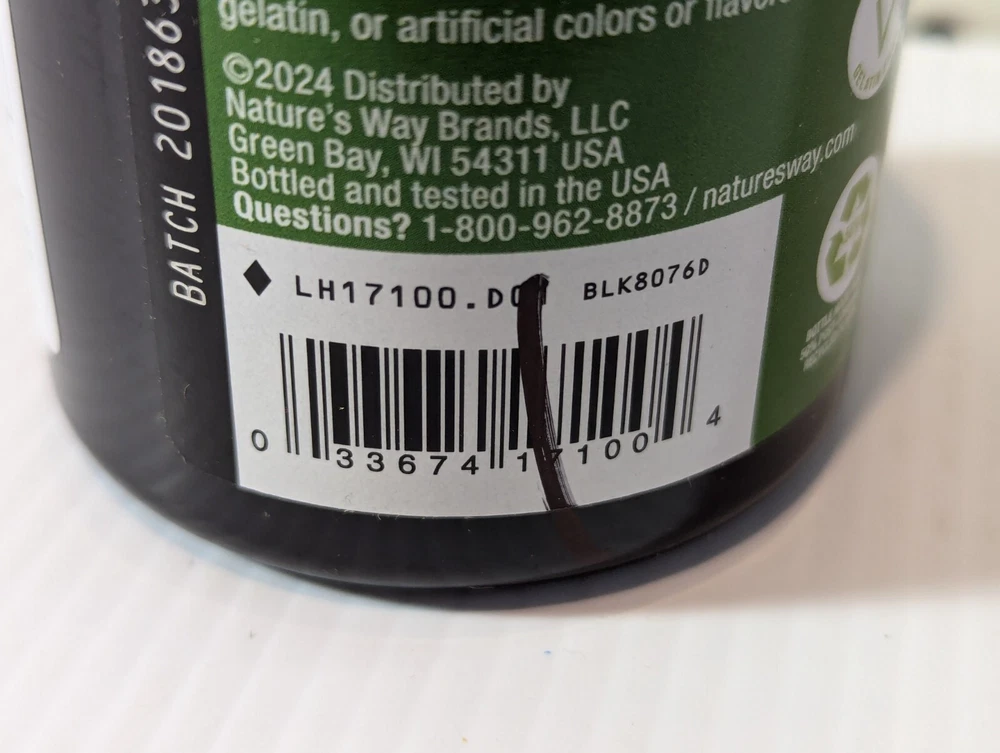 gelatin, or artificial colors or flavors
©2024 Distributed by
Nature's Way Brands, LLC
Green Bay, WI 54311 USA
Bottled and tested in the USA
Questions? 1-800-962-8873 / naturesway.com
BATCH 201863
LH17100. BLK8076D
0 33674 17100 4